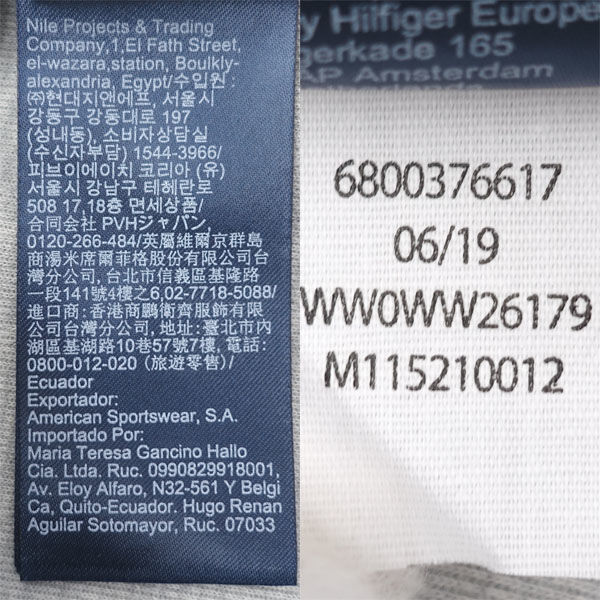 Nile Projects & Trading
Company,1,El Fath Street,
el-wazara,station, Boulkly-
alexandria, Egypt/수입원 :
㈜현대지앤에프, 서울시
강동구 강동대로 197
(성내동), 소비자상담실
(수신자부담) 1544-3966/
피브이에이치 코리아 (유)
서울시 강남구 테헤란로
508 17,18층 면세상품/
合同会社 PVHジャパン,
0120-266-484/英屬維爾京群島
商湯米席爾菲格股份有限公司台
灣分公司, 台北市信義區基隆路
一段141號4樓之6,02-7718-5088/
進口商:香港商鵬衛齊服飾有限公
司台灣分公司, 地址: 臺北市內
湖區基湖路10巷57號7樓, 電話:
0800-012-020 (旅遊零售)/
Ecuador
Exportador:
American Sportswear, S.A.
Importado Por:
Maria Teresa Gancino Hallo
Cia. Ltda. Ruc. 0990829918001,
Av. Eloy Alfaro, N32-561 Y Belgi
Ca, Quito-Ecuador. Hugo Renan
Aguilar Sotomayor, Ruc. 07033
y Hilfiger Europe
gerkade 165
AP Amsterdam
6800376617
06/19
WW0WW26179
M115210012